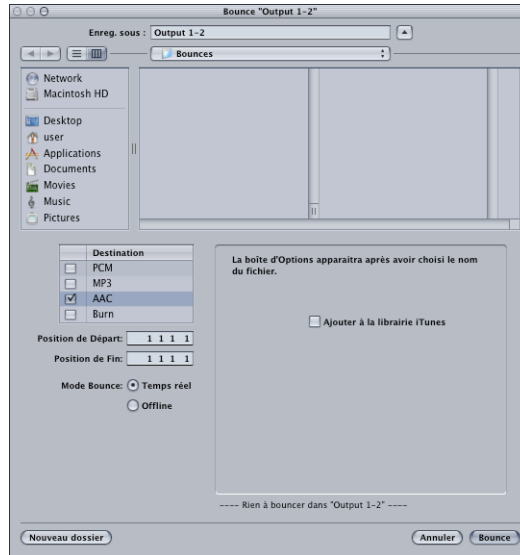 Bounce "Output 1-2"
Enreg. sous : Output 1-2
Bounces
Network
Macintosh HD
Desktop
user
Applications
Documents
Movies
Music
Pictures
Destination
PCM
MP3
AAC
Burn
Position de Départ: 1 1 1 1
Position de Fin: 1 1 1 1
Mode Bounce: Temps réel
Offline
La boîte d'Options apparaitra après avoir choisi le nom
du fichier.
Ajouter à la librairie iTunes
---- Rien à bouncer dans "Output 1-2" ----
Nouveau dossier
Annuler
Bounce